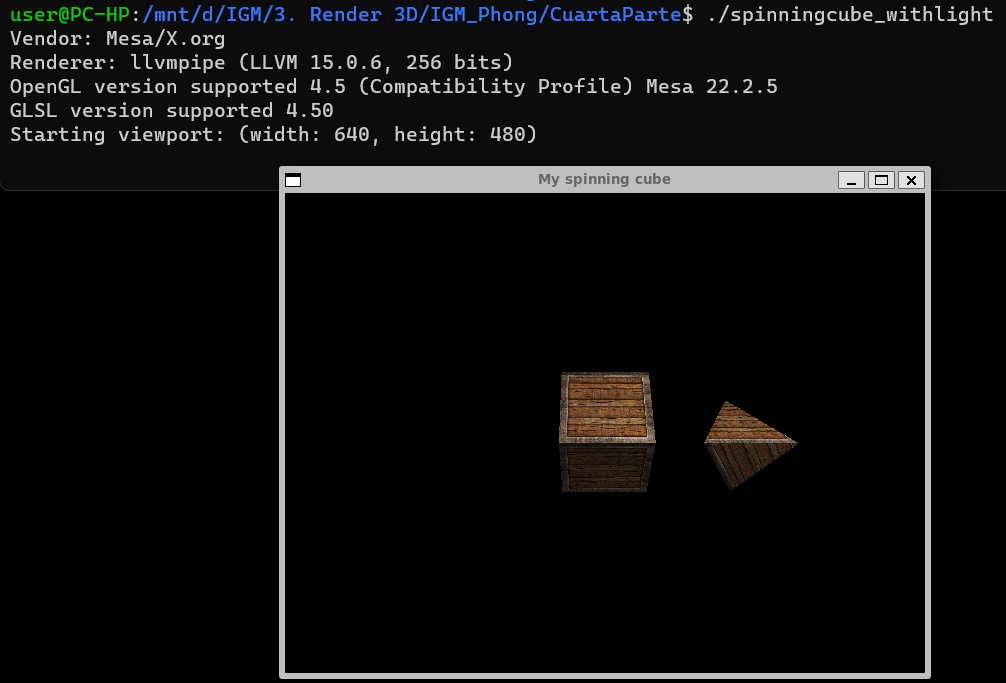 user@PC-HP:/mnt/d/IGM/3. Render 3D/IGM_Phong/CuartaParte$ ./spinningcube_withlight
Vendor: Mesa/X.org
Renderer: llvmpipe (LLVM 15.0.6, 256 bits)
OpenGL version supported 4.5 (Compatibility Profile) Mesa 22.2.5
GLSL version supported 4.50
Starting viewport: (width: 640, height: 480)
My spinning cube